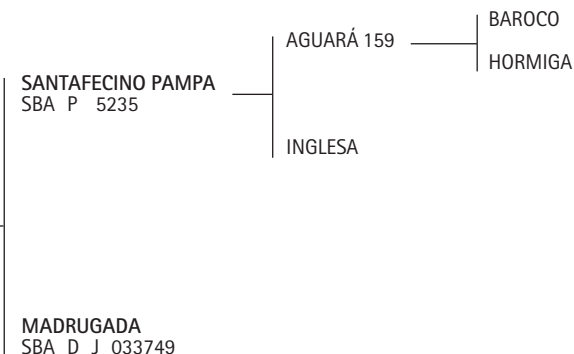 BAROCO
AGUARÁ 159
HORMIGA
SANTAFECINO PAMPA
SBA P 5235
INGLESA
MADRUGADA
SBA D J 033749